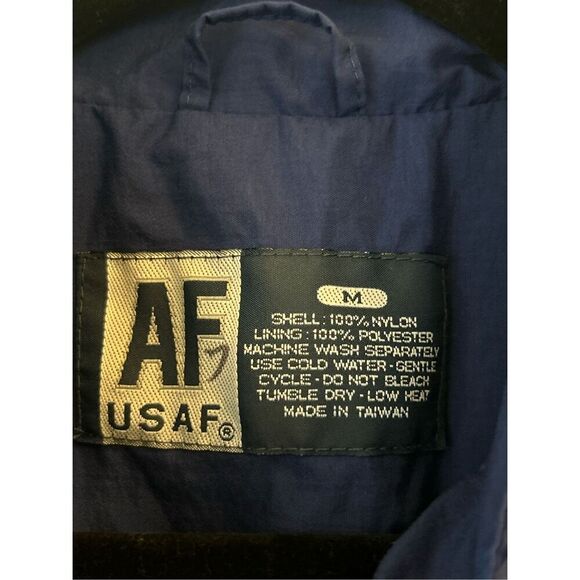 AF
USAF®
M
SHELL: 100% NYLON
LINING: 100% POLYESTER
MACHINE WASH SEPARATELY
USE COLD WATER - GENTLE
CYCLE - DO NOT BLEACH
TUMBLE DRY - LOW HEAT
MADE IN TAIWAN